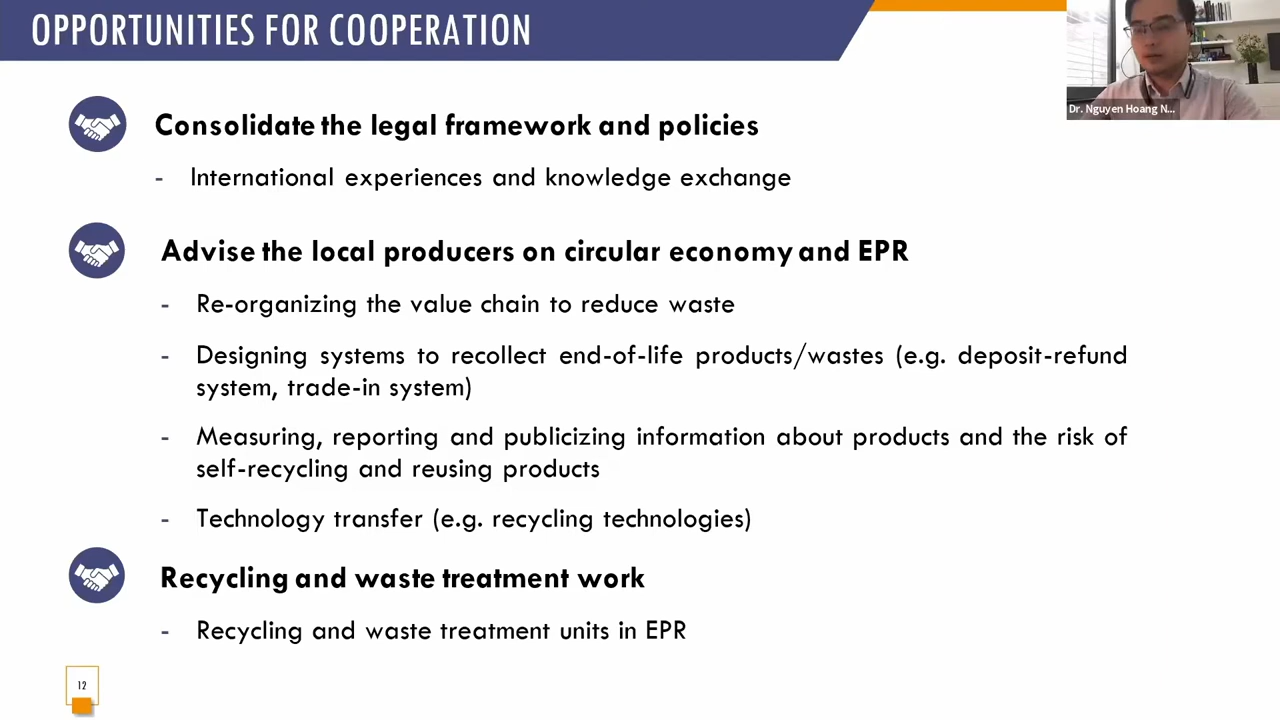 OPPORTUNITIES FOR COOPERATION
Dr. Nguyen Hoang N...
Consolidate the legal framework and policies
- International experiences and knowledge exchange
Advise the local producers on circular economy and EPR
- Re-organizing the value chain to reduce waste
- Designing systems to recollect end-of-life products/wastes (e.g. deposit-refund
system, trade-in system)
- Measuring, reporting and publicizing information about products and the risk of
self-recycling and reusing products
- Technology transfer (e.g. recycling technologies)
Recycling and waste treatment work
- Recycling and waste treatment units in EPR
12